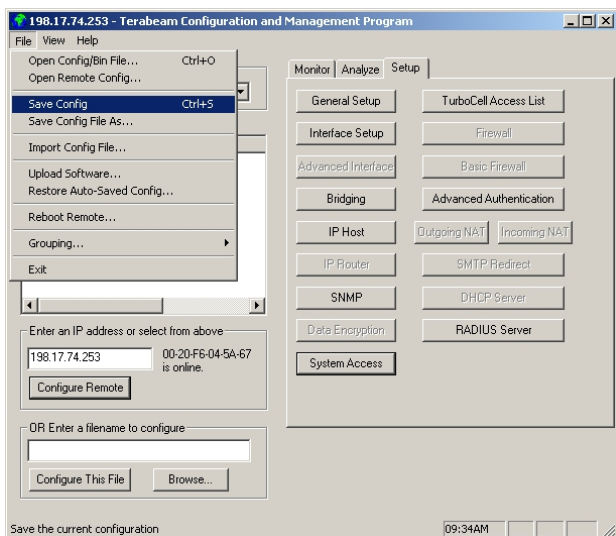 198.17.74.253 - Terabeam Configuration and Management Program
File View Help
Open Config/Bin File... Ctrl+O
Open Remote Config...
Save Config Ctrl+S
Save Config File As...
Import Config File...
Upload Software...
Restore Auto-Saved Config...
Reboot Remote...
Grouping...
Exit
Enter an IP address or select from above
198.17.74.253
00-20-F6-04-5A-67
is online.
Configure Remote
OR Enter a filename to configure
Configure This File Browse...
Monitor Analyze Setup
General Setup TurboCell Access List
Interface Setup Firewall
Advanced Interface Basic Firewall
Bridging Advanced Authentication
IP Host Outgoing NAT Incoming NAT
IP Router SMTP Redirect
SNMP DHCP Server
Data Encryption RADIUS Server
System Access
Save the current configuration 09:34AM